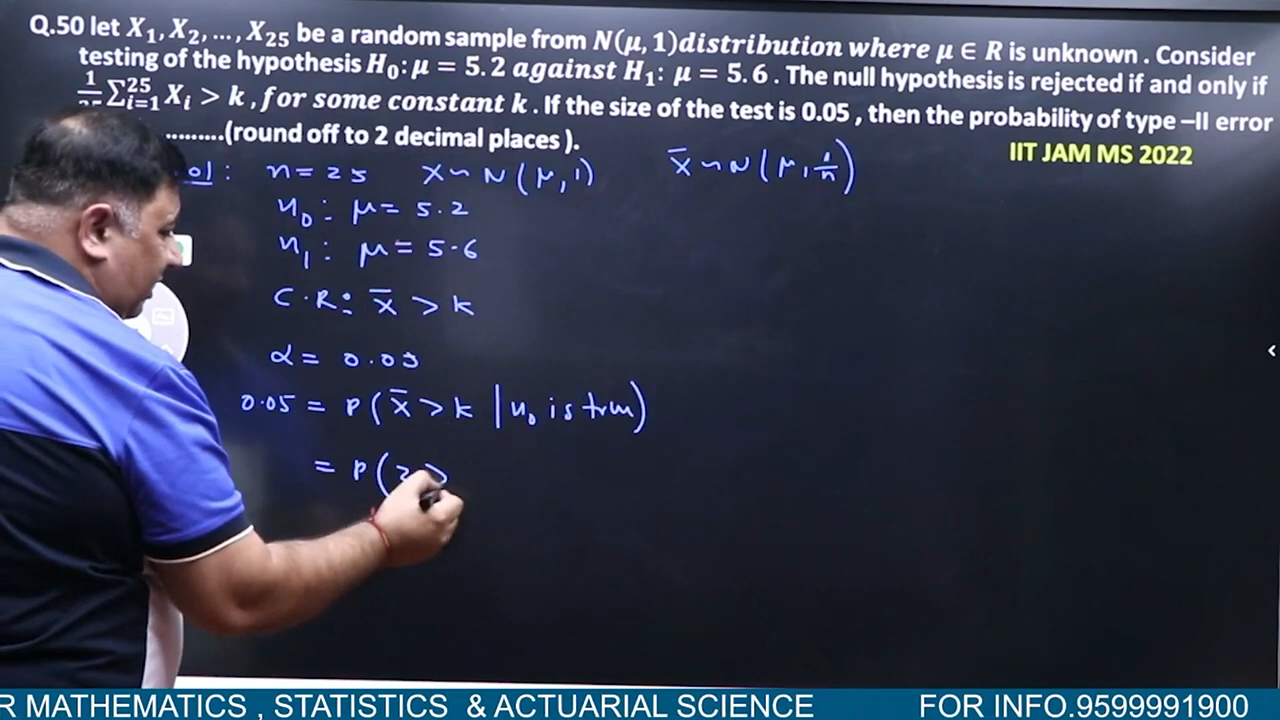 Q.50 let X₁, X₂, ..., X₂₅ be a random sample from N(μ, 1)distribution where μ ∈ R is unknown . Consider
testing of the hypothesis H₀: μ = 5.2 against H₁: μ = 5.6 . The null hypothesis is rejected if and only if
1/25 Σᵢ₌₁²⁵ Xᵢ > k , for some constant k . If the size of the test is 0.05 , then the probability of type –II error
..........(round off to 2 decimal places ).
IIT JAM MS 2022
ol : n = 25 X ~ N(μ, 1) x̄ ~ N(μ, 1/n)
H₀ : μ = 5.2
H₁ : μ = 5.6
C.R: x̄ > k
α = 0.05
0.05 = P(x̄ > k | H₀ is true)
= P(z >
R MATHEMATICS , STATISTICS & ACTUARIAL SCIENCE FOR INFO.9599991900